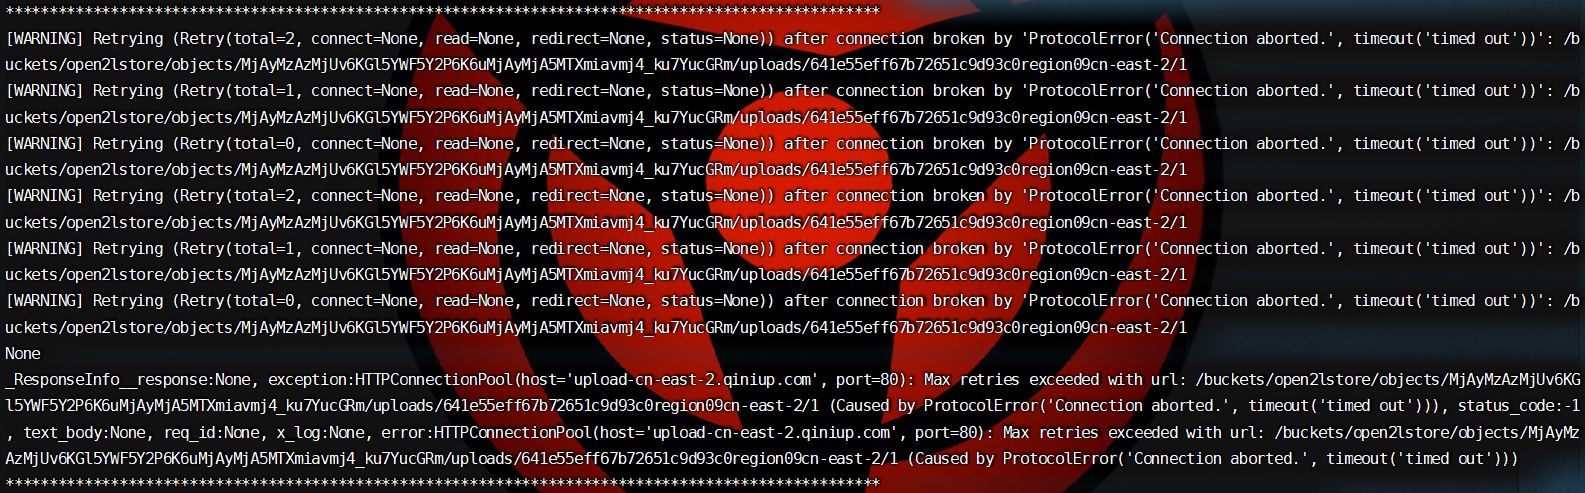 ****************************************************************************************************
[WARNING] Retrying (Retry(total=2, connect=None, read=None, redirect=None, status=None)) after connection broken by 'ProtocolError('Connection aborted.', timeout('timed out'))': /b
uckets/open2lstore/objects/MjAyMzAzMjUv6KGl5YWF5Y2P6K6uMjAyMjA5MTXmiavmj4_ku7YucGRm/uploads/641e55eff67b72651c9d93c0region09cn-east-2/1
[WARNING] Retrying (Retry(total=1, connect=None, read=None, redirect=None, status=None)) after connection broken by 'ProtocolError('Connection aborted.', timeout('timed out'))': /b
uckets/open2lstore/objects/MjAyMzAzMjUv6KGl5YWF5Y2P6K6uMjAyMjA5MTXmiavmj4_ku7YucGRm/uploads/641e55eff67b72651c9d93c0region09cn-east-2/1
[WARNING] Retrying (Retry(total=0, connect=None, read=None, redirect=None, status=None)) after connection broken by 'ProtocolError('Connection aborted.', timeout('timed out'))': /b
uckets/open2lstore/objects/MjAyMzAzMjUv6KGl5YWF5Y2P6K6uMjAyMjA5MTXmiavmj4_ku7YucGRm/uploads/641e55eff67b72651c9d93c0region09cn-east-2/1
[WARNING] Retrying (Retry(total=2, connect=None, read=None, redirect=None, status=None)) after connection broken by 'ProtocolError('Connection aborted.', timeout('timed out'))': /b
uckets/open2lstore/objects/MjAyMzAzMjUv6KGl5YWF5Y2P6K6uMjAyMjA5MTXmiavmj4_ku7YucGRm/uploads/641e55eff67b72651c9d93c0region09cn-east-2/1
[WARNING] Retrying (Retry(total=1, connect=None, read=None, redirect=None, status=None)) after connection broken by 'ProtocolError('Connection aborted.', timeout('timed out'))': /b
uckets/open2lstore/objects/MjAyMzAzMjUv6KGl5YWF5Y2P6K6uMjAyMjA5MTXmiavmj4_ku7YucGRm/uploads/641e55eff67b72651c9d93c0region09cn-east-2/1
[WARNING] Retrying (Retry(total=0, connect=None, read=None, redirect=None, status=None)) after connection broken by 'ProtocolError('Connection aborted.', timeout('timed out'))': /b
uckets/open2lstore/objects/MjAyMzAzMjUv6KGl5YWF5Y2P6K6uMjAyMjA5MTXmiavmj4_ku7YucGRm/uploads/641e55eff67b72651c9d93c0region09cn-east-2/1
None
_ResponseInfo__response:None, exception:HTTPConnectionPool(host='upload-cn-east-2.qiniup.com', port=80): Max retries exceeded with url: /buckets/open2lstore/objects/MjAyMzAzMjUv6KG
l5YWF5Y2P6K6uMjAyMjA5MTXmiavmj4_ku7YucGRm/uploads/641e55eff67b72651c9d93c0region09cn-east-2/1 (Caused by ProtocolError('Connection aborted.', timeout('timed out'))), status_code:-1
, text_body:None, req_id:None, x_log:None, error:HTTPConnectionPool(host='upload-cn-east-2.qiniup.com', port=80): Max retries exceeded with url: /buckets/open2lstore/objects/MjAyMz
AzMjUv6KGl5YWF5Y2P6K6uMjAyMjA5MTXmiavmj4_ku7YucGRm/uploads/641e55eff67b72651c9d93c0region09cn-east-2/1 (Caused by ProtocolError('Connection aborted.', timeout('timed out')))
****************************************************************************************************